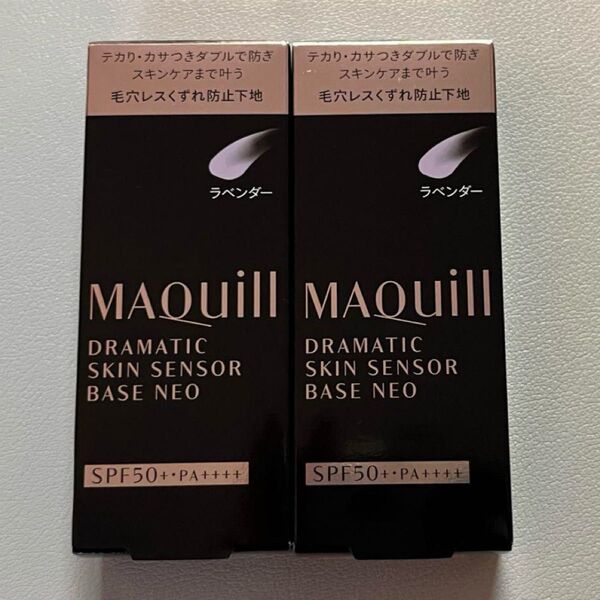 テカり・カサつきダブルで防ぎ
スキンケアまで叶う
毛穴レスくずれ防止下地
ラベンダー
MAQuill
DRAMATIC
SKIN SENSOR
BASE NEO
SPF50+・PA++++
テカり・カサつきダブルで防ぎ
スキンケアまで叶う
毛穴レスくずれ防止下地
ラベンダー
MAQuill
DRAMATIC
SKIN SENSOR
BASE NEO
SPF50+・PA++++